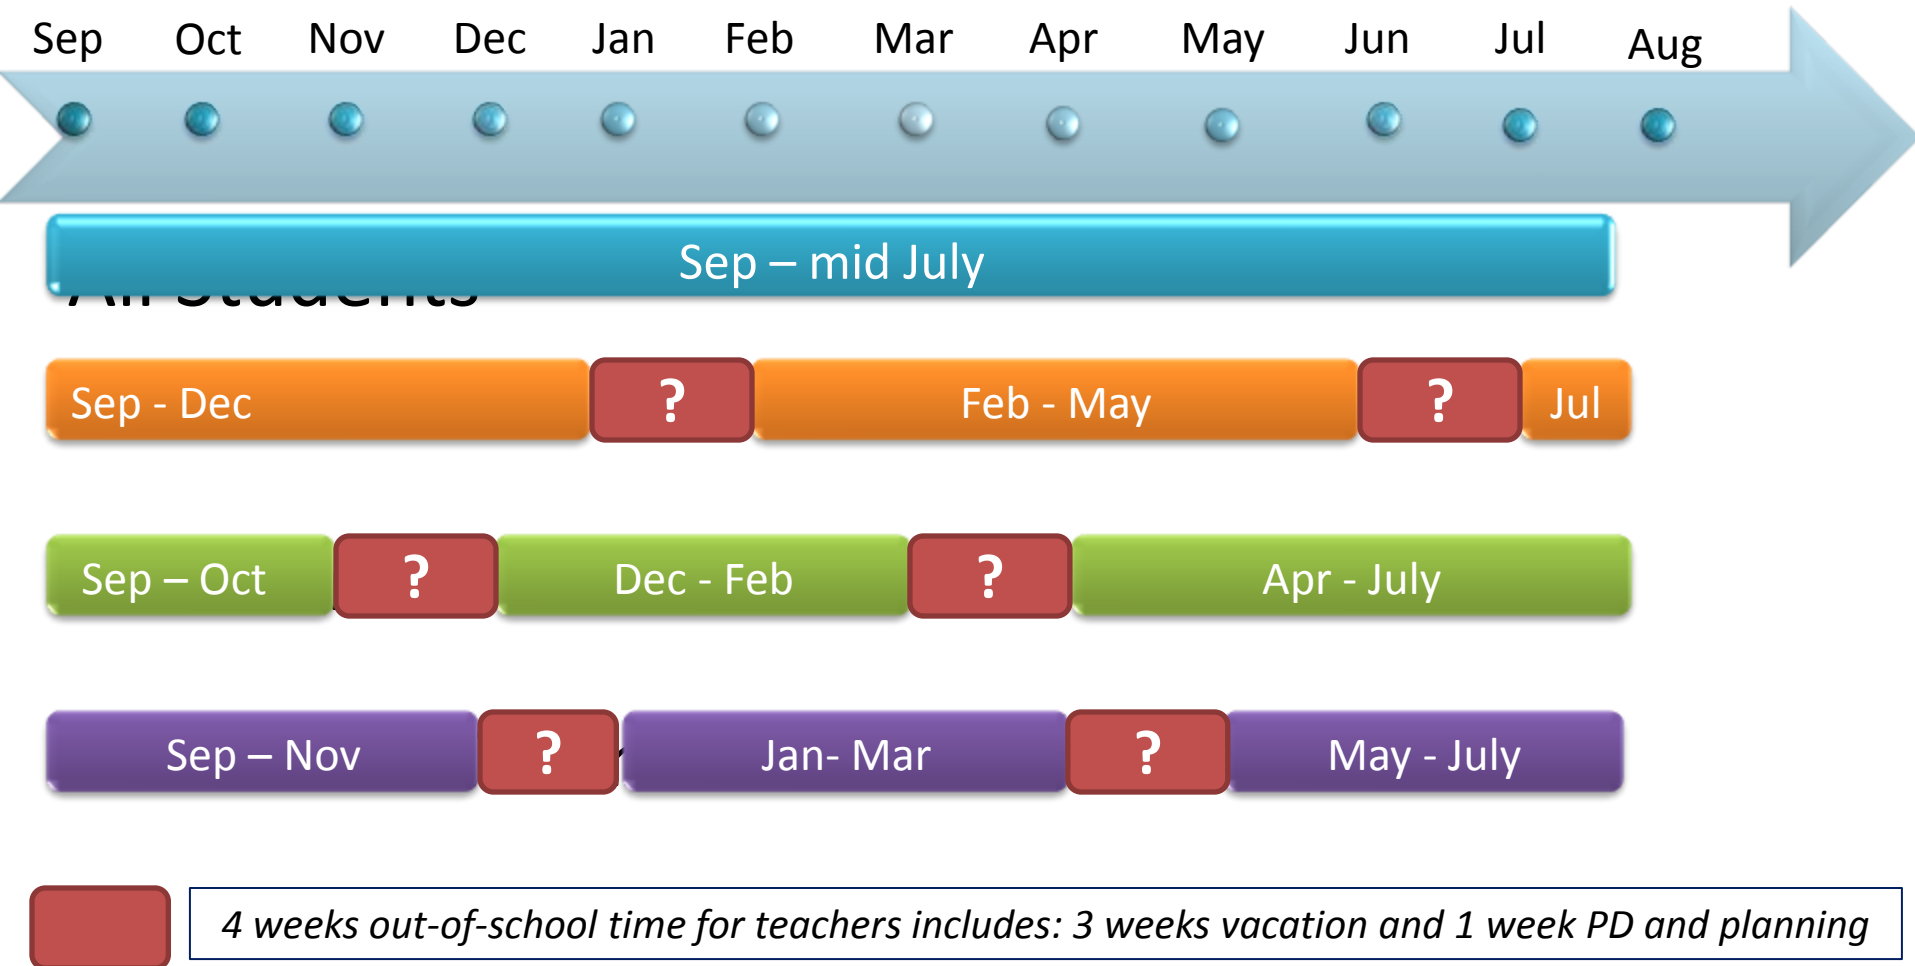 Sep Oct Nov Dec Jan Feb Mar Apr May Jun Jul Aug
Sep – mid July
All Students
Sep - Dec ? Feb - May ? Jul
Sep – Oct ? Dec - Feb ? Apr - July
Sep – Nov ? Jan- Mar ? May - July
4 weeks out-of-school time for teachers includes: 3 weeks vacation and 1 week PD and planning